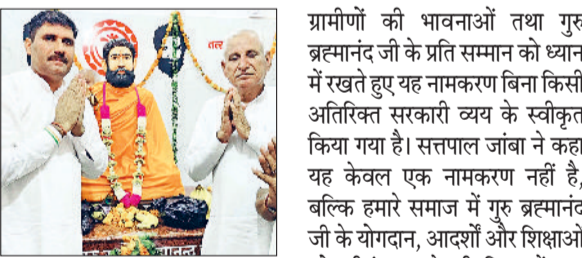 ग्रामीणों की भावनाओं तथा गुरु
ब्रह्मानंद जी के प्रति सम्मान को ध्यान
में रखते हुए यह नामकरण बिना किसी
अतिरिक्त सरकारी व्यय के स्वीकृत
किया गया है। सत्तपाल जांबा ने कहा
यह केवल एक नामकरण नहीं है,
बल्कि हमारे समाज में गुरु ब्रह्मानंद
जी के योगदान, आदर्शों और शिक्षाओं